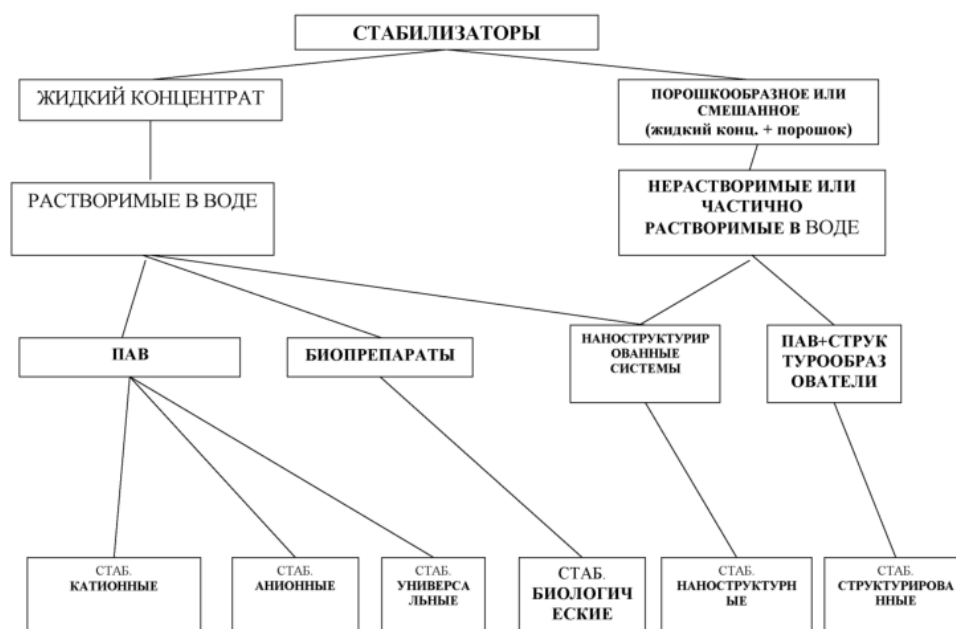 СТАБИЛИЗАТОРЫ
ЖИДКИЙ КОНЦЕНТРАТ
ПОРОШКООБРАЗНОЕ ИЛИ
СМЕШАННОЕ
(жидкий конц. + порошок)
РАСТВОРИМЫЕ В ВОДЕ
НЕРАСТВОРИМЫЕ ИЛИ
ЧАСТИЧНО
РАСТВОРИМЫЕ В ВОДЕ
ПАВ
БИОПРЕПАРАТЫ
НАНОСТРУКТУРИР
ОВАННЫЕ
СИСТЕМЫ
ПАВ+СТРУК
ТУРООБРАЗ
ОВАТЕЛИ
СТАБ.
КАТИОННЫЕ
СТАБ.
АНИОННЫЕ
СТАБ.
УНИВЕРСА
ЛЬНЫЕ
СТАБ.
БИОЛОГИЧ
ЕСКИЕ
СТАБ.
НАНОСТРУКТУРН
ЫЕ
СТАБ.
СТРУКТУРИРОВА
ННЫЕ